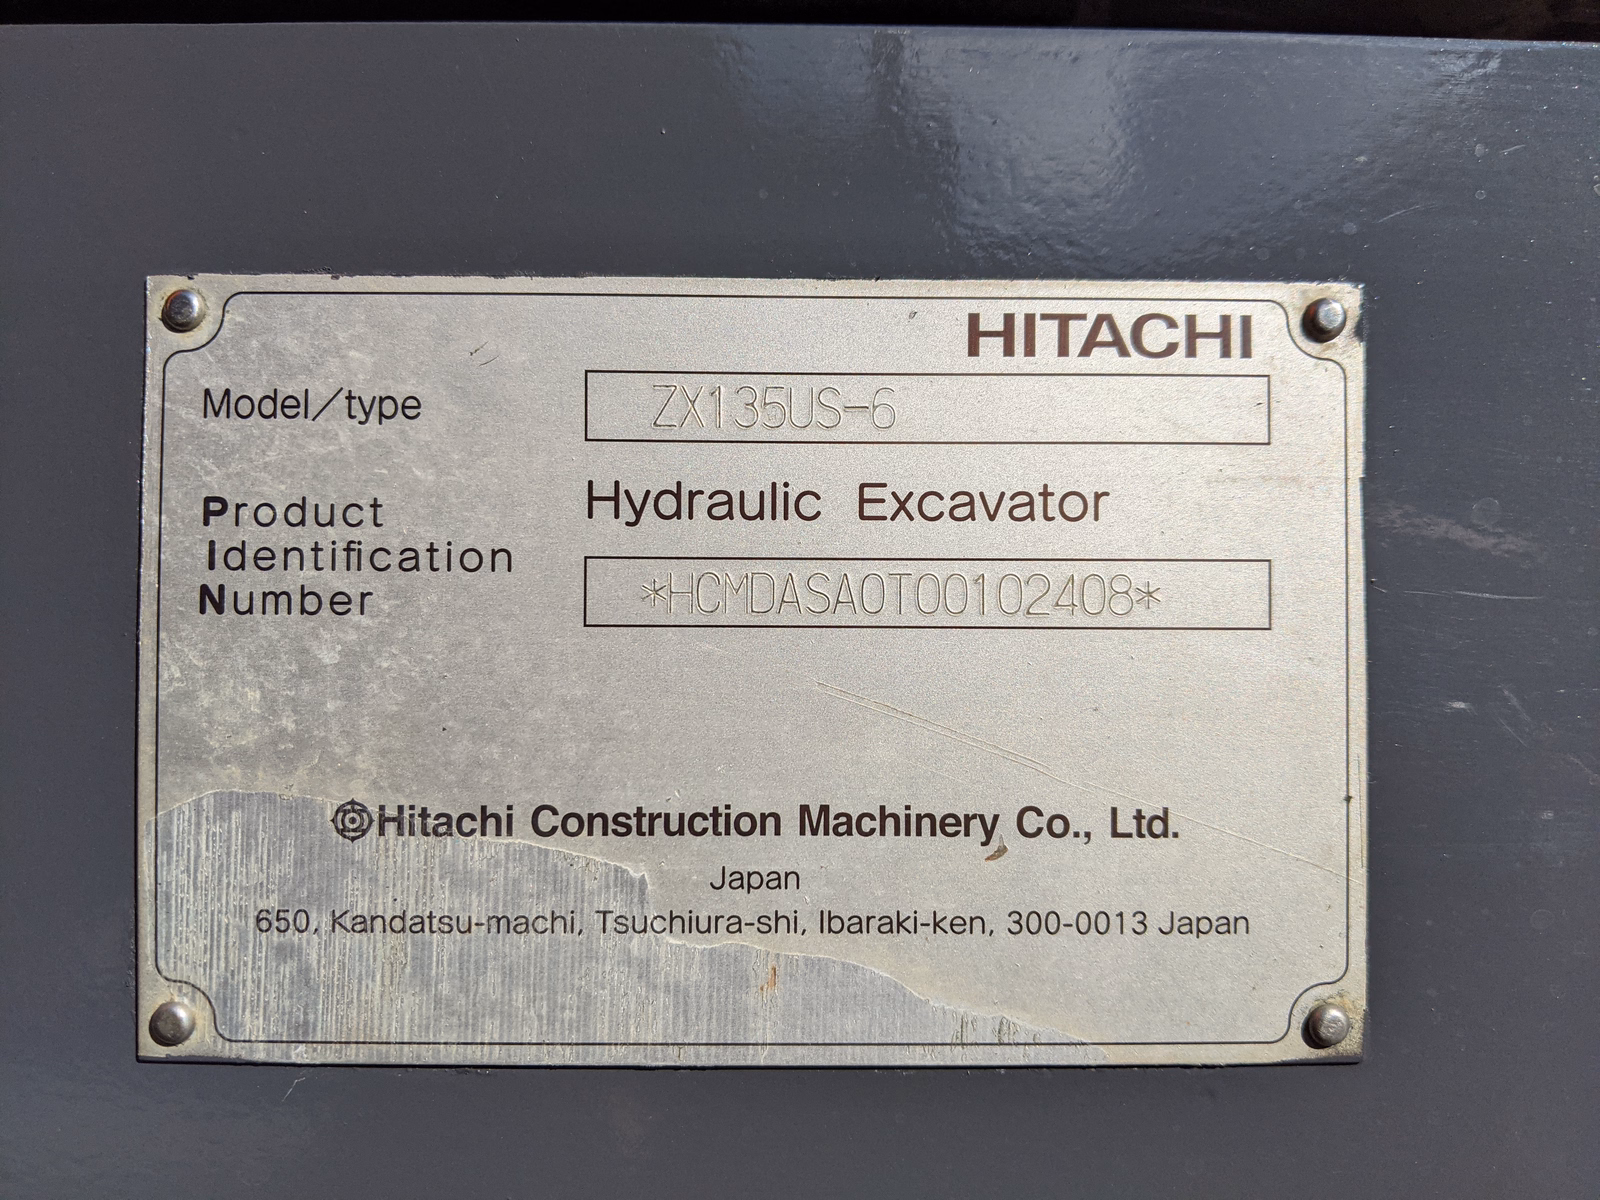 HITACHI
Model/type ZX135US-6
Hydraulic Excavator
Product
Identification
Number
*HCMDASA0T00102408*
Hitachi Construction Machinery Co., Ltd.
Japan
650, Kandatsu-machi, Tsuchiura-shi, Ibaraki-ken, 300-0013 Japan